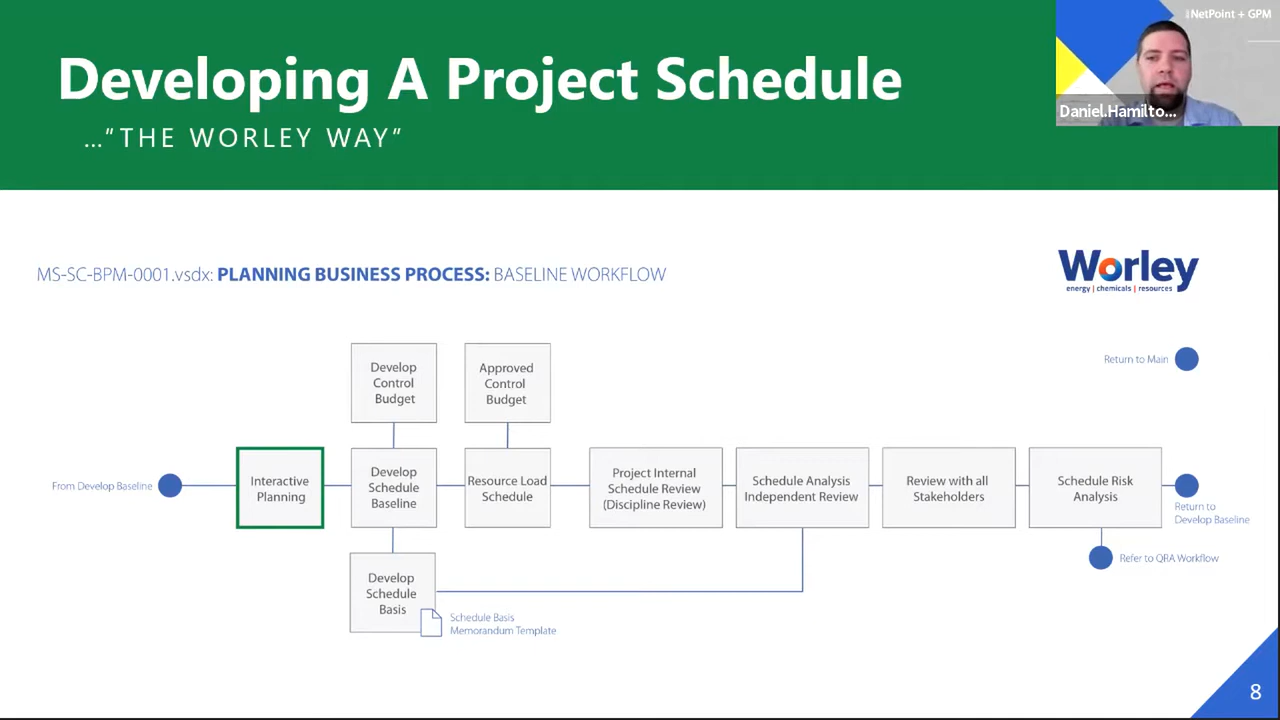 NetPoint + GPM
Developing A Project Schedule
Daniel.Hamilto...
..."THE WORLEY WAY"
MS-SC-BPM-0001.vsdx: PLANNING BUSINESS PROCESS: BASELINE WORKFLOW
Worley
energy | chemicals | resources
Return to Main
Develop
Control
Budget
Approved
Control
Budget
From Develop Baseline
Interactive
Planning
Develop
Schedule
Baseline
Resource Load
Schedule
Project Internal
Schedule Review
(Discipline Review)
Schedule Analysis
Independent Review
Review with all
Stakeholders
Schedule Risk
Analysis
Return to
Develop Baseline
Refer to QRA Workflow
Develop
Schedule
Basis
Schedule Basis
Memorandum Template
8